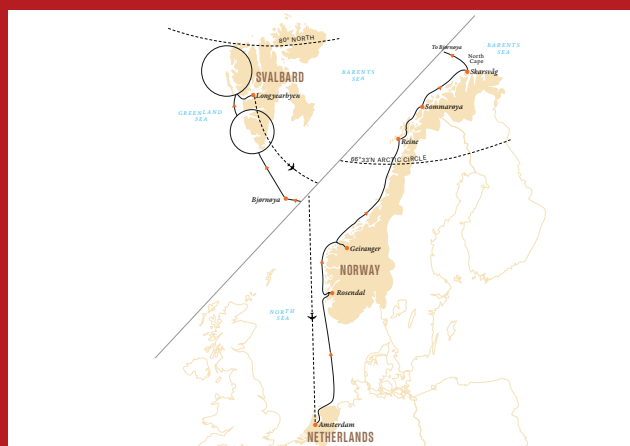 80° NORTH
To Bjørnøya
BARENTS
SEA
North
Cape
Skarsvåg
SVALBARD
BARENTS
SEA
Longyearbyen
Sommarøya
GREENLAND
SEA
Reine
66°33'N ARCTIC CIRCLE
Bjørnøya
Geiranger
NORWAY
Rosendal
NORTH
SEA
Amsterdam
NETHERLANDS